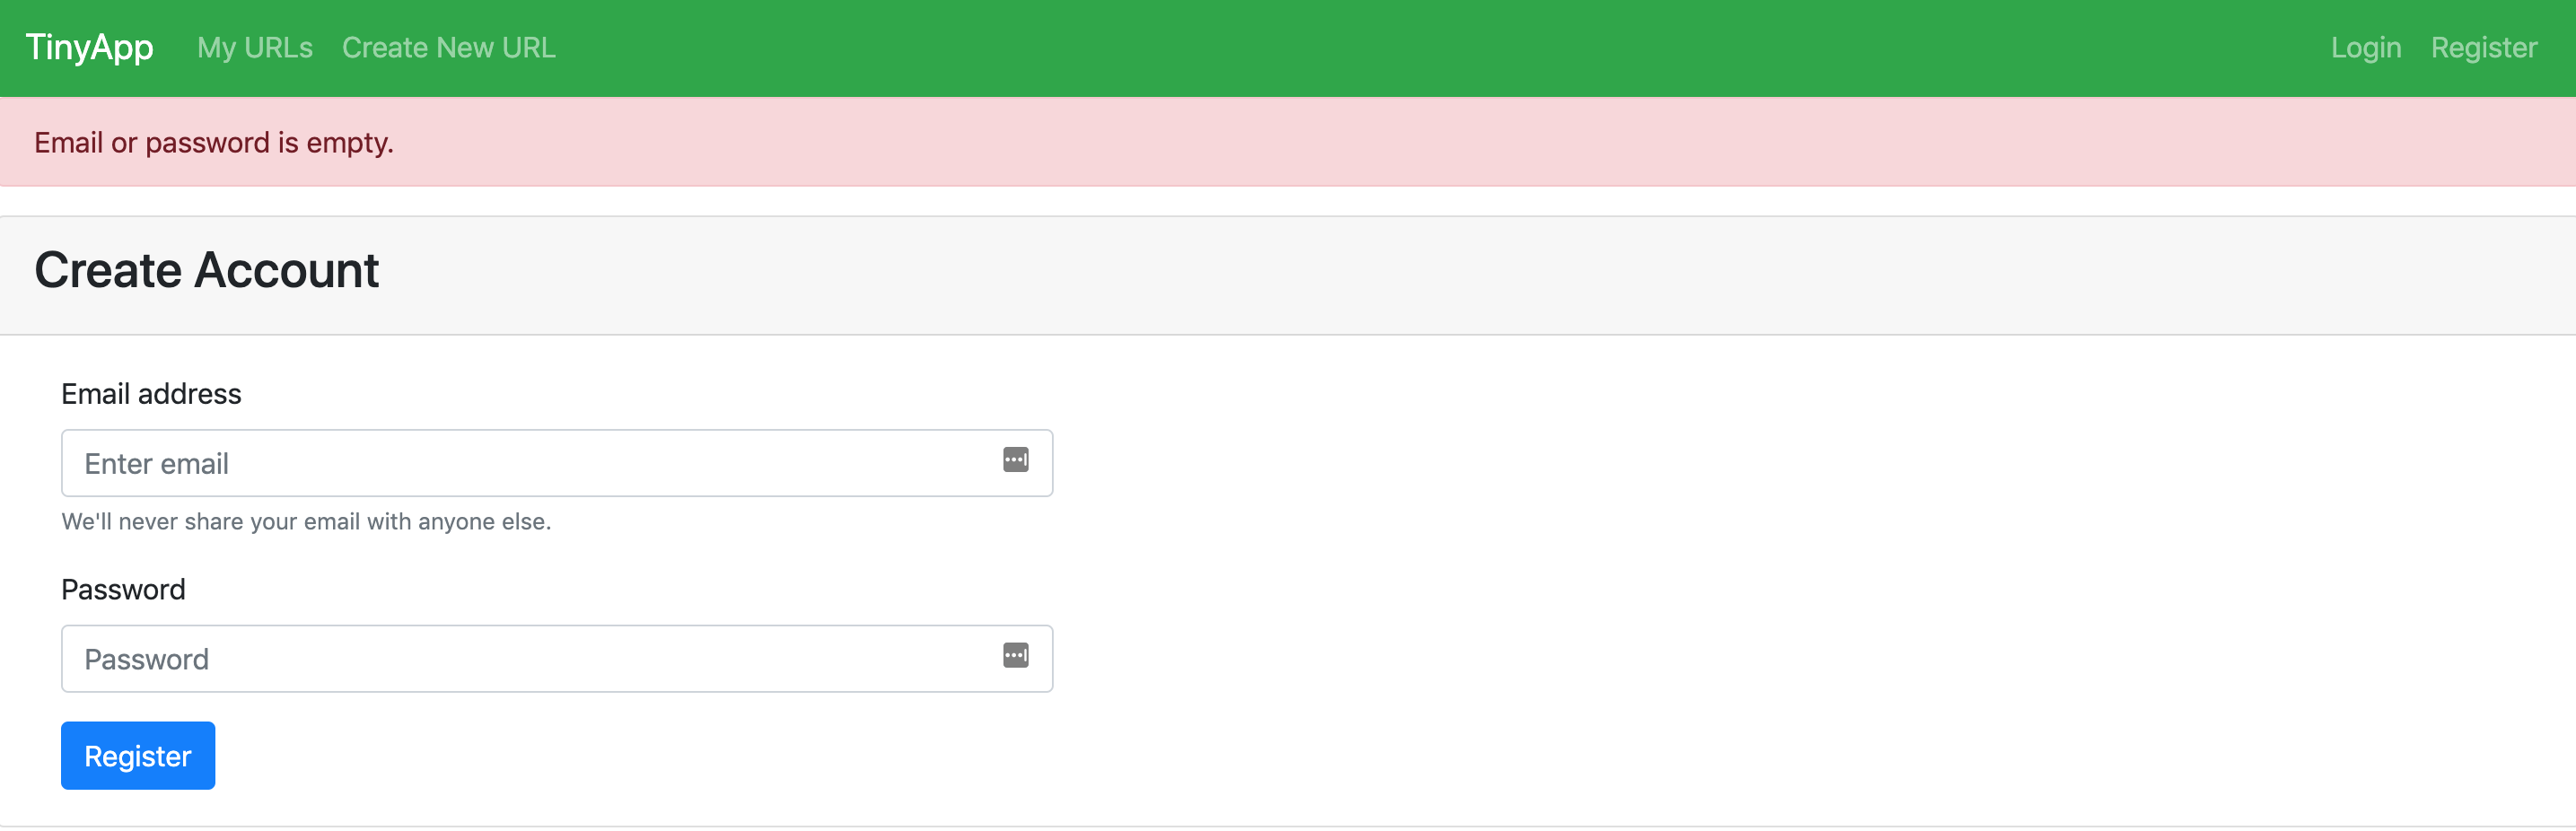 TinyApp My URLs Create New URL Login Register
Email or password is empty.
Create Account
Email address
Enter email
We'll never share your email with anyone else.
Password
Password
Register